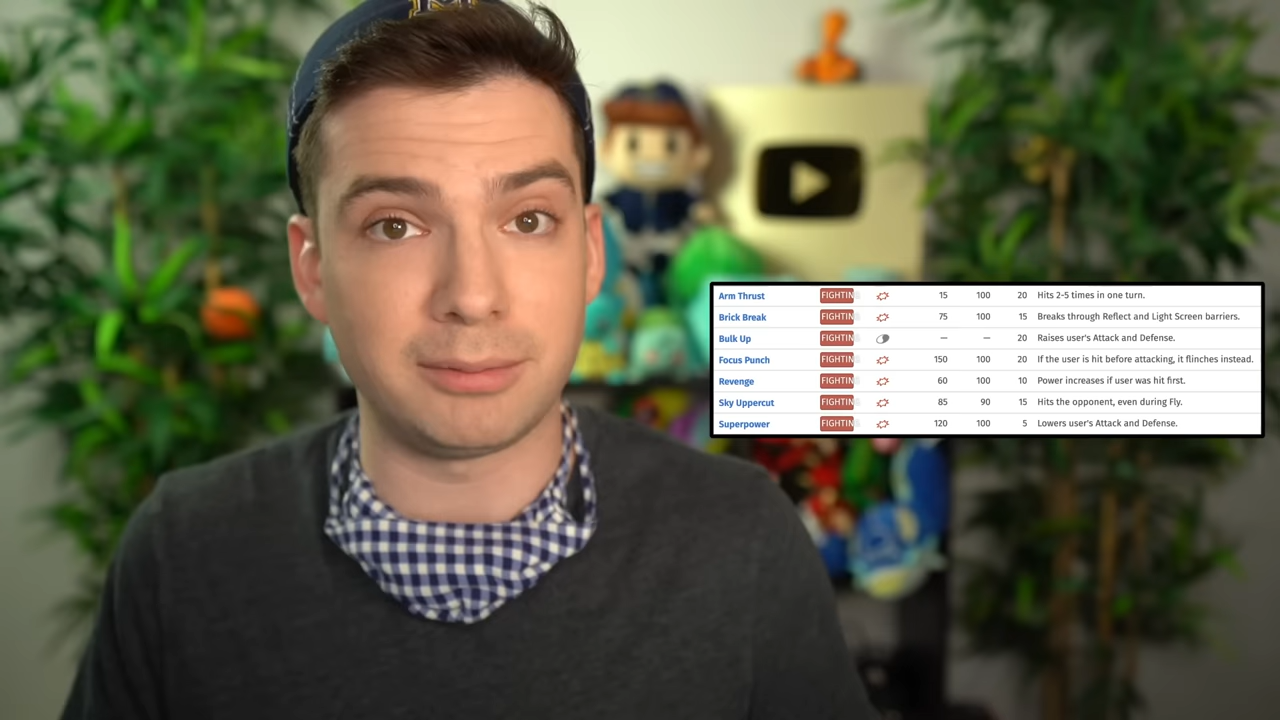 M
Arm Thrust FIGHTIN 15 100 20 Hits 2-5 times in one turn.
Brick Break FIGHTIN 75 100 15 Breaks through Reflect and Light Screen barriers.
Bulk Up FIGHTIN — — 20 Raises user's Attack and Defense.
Focus Punch FIGHTIN 150 100 20 If the user is hit before attacking, it flinches instead.
Revenge FIGHTIN 60 100 10 Power increases if user was hit first.
Sky Uppercut FIGHTIN 85 90 15 Hits the opponent, even during Fly.
Superpower FIGHTIN 120 100 5 Lowers user's Attack and Defense.